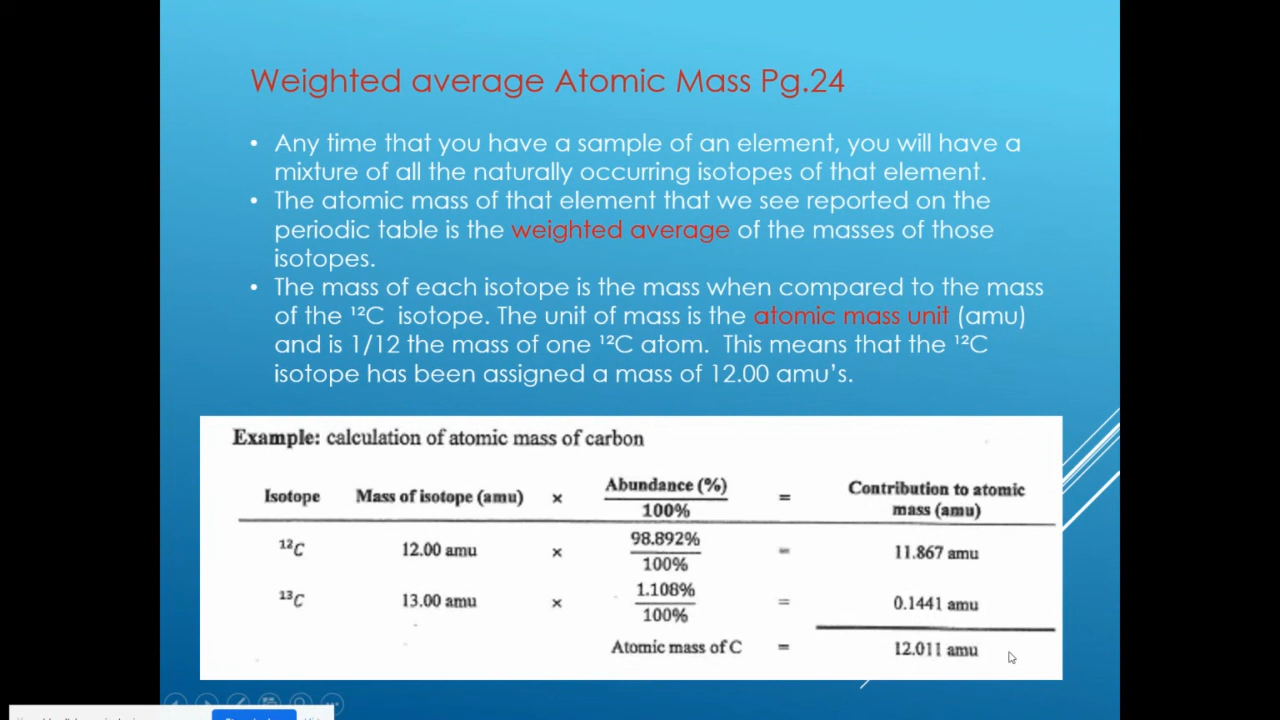 Weighted average Atomic Mass Pg.24
• Any time that you have a sample of an element, you will have a
mixture of all the naturally occurring isotopes of that element.
• The atomic mass of that element that we see reported on the
periodic table is the weighted average of the masses of those
isotopes.
• The mass of each isotope is the mass when compared to the mass
of the ¹²C isotope. The unit of mass is the atomic mass unit (amu)
and is 1/12 the mass of one ¹²C atom. This means that the ¹²C
isotope has been assigned a mass of 12.00 amu's.
Example: calculation of atomic mass of carbon
Isotope Mass of isotope (amu) × Abundance (%) / 100% = Contribution to atomic
mass (amu)
¹²C 12.00 amu × 98.892% / 100% = 11.867 amu
¹³C 13.00 amu × 1.108% / 100% = 0.1441 amu
Atomic mass of C = 12.011 amu